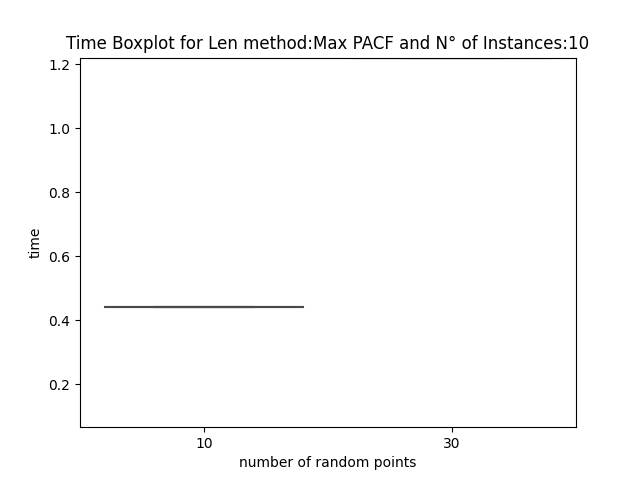 Time Boxplot for Len method:Max PACF and N° of Instances:10
1.2
1.0
0.8
0.6
0.4
0.2
time
10 30
number of random points